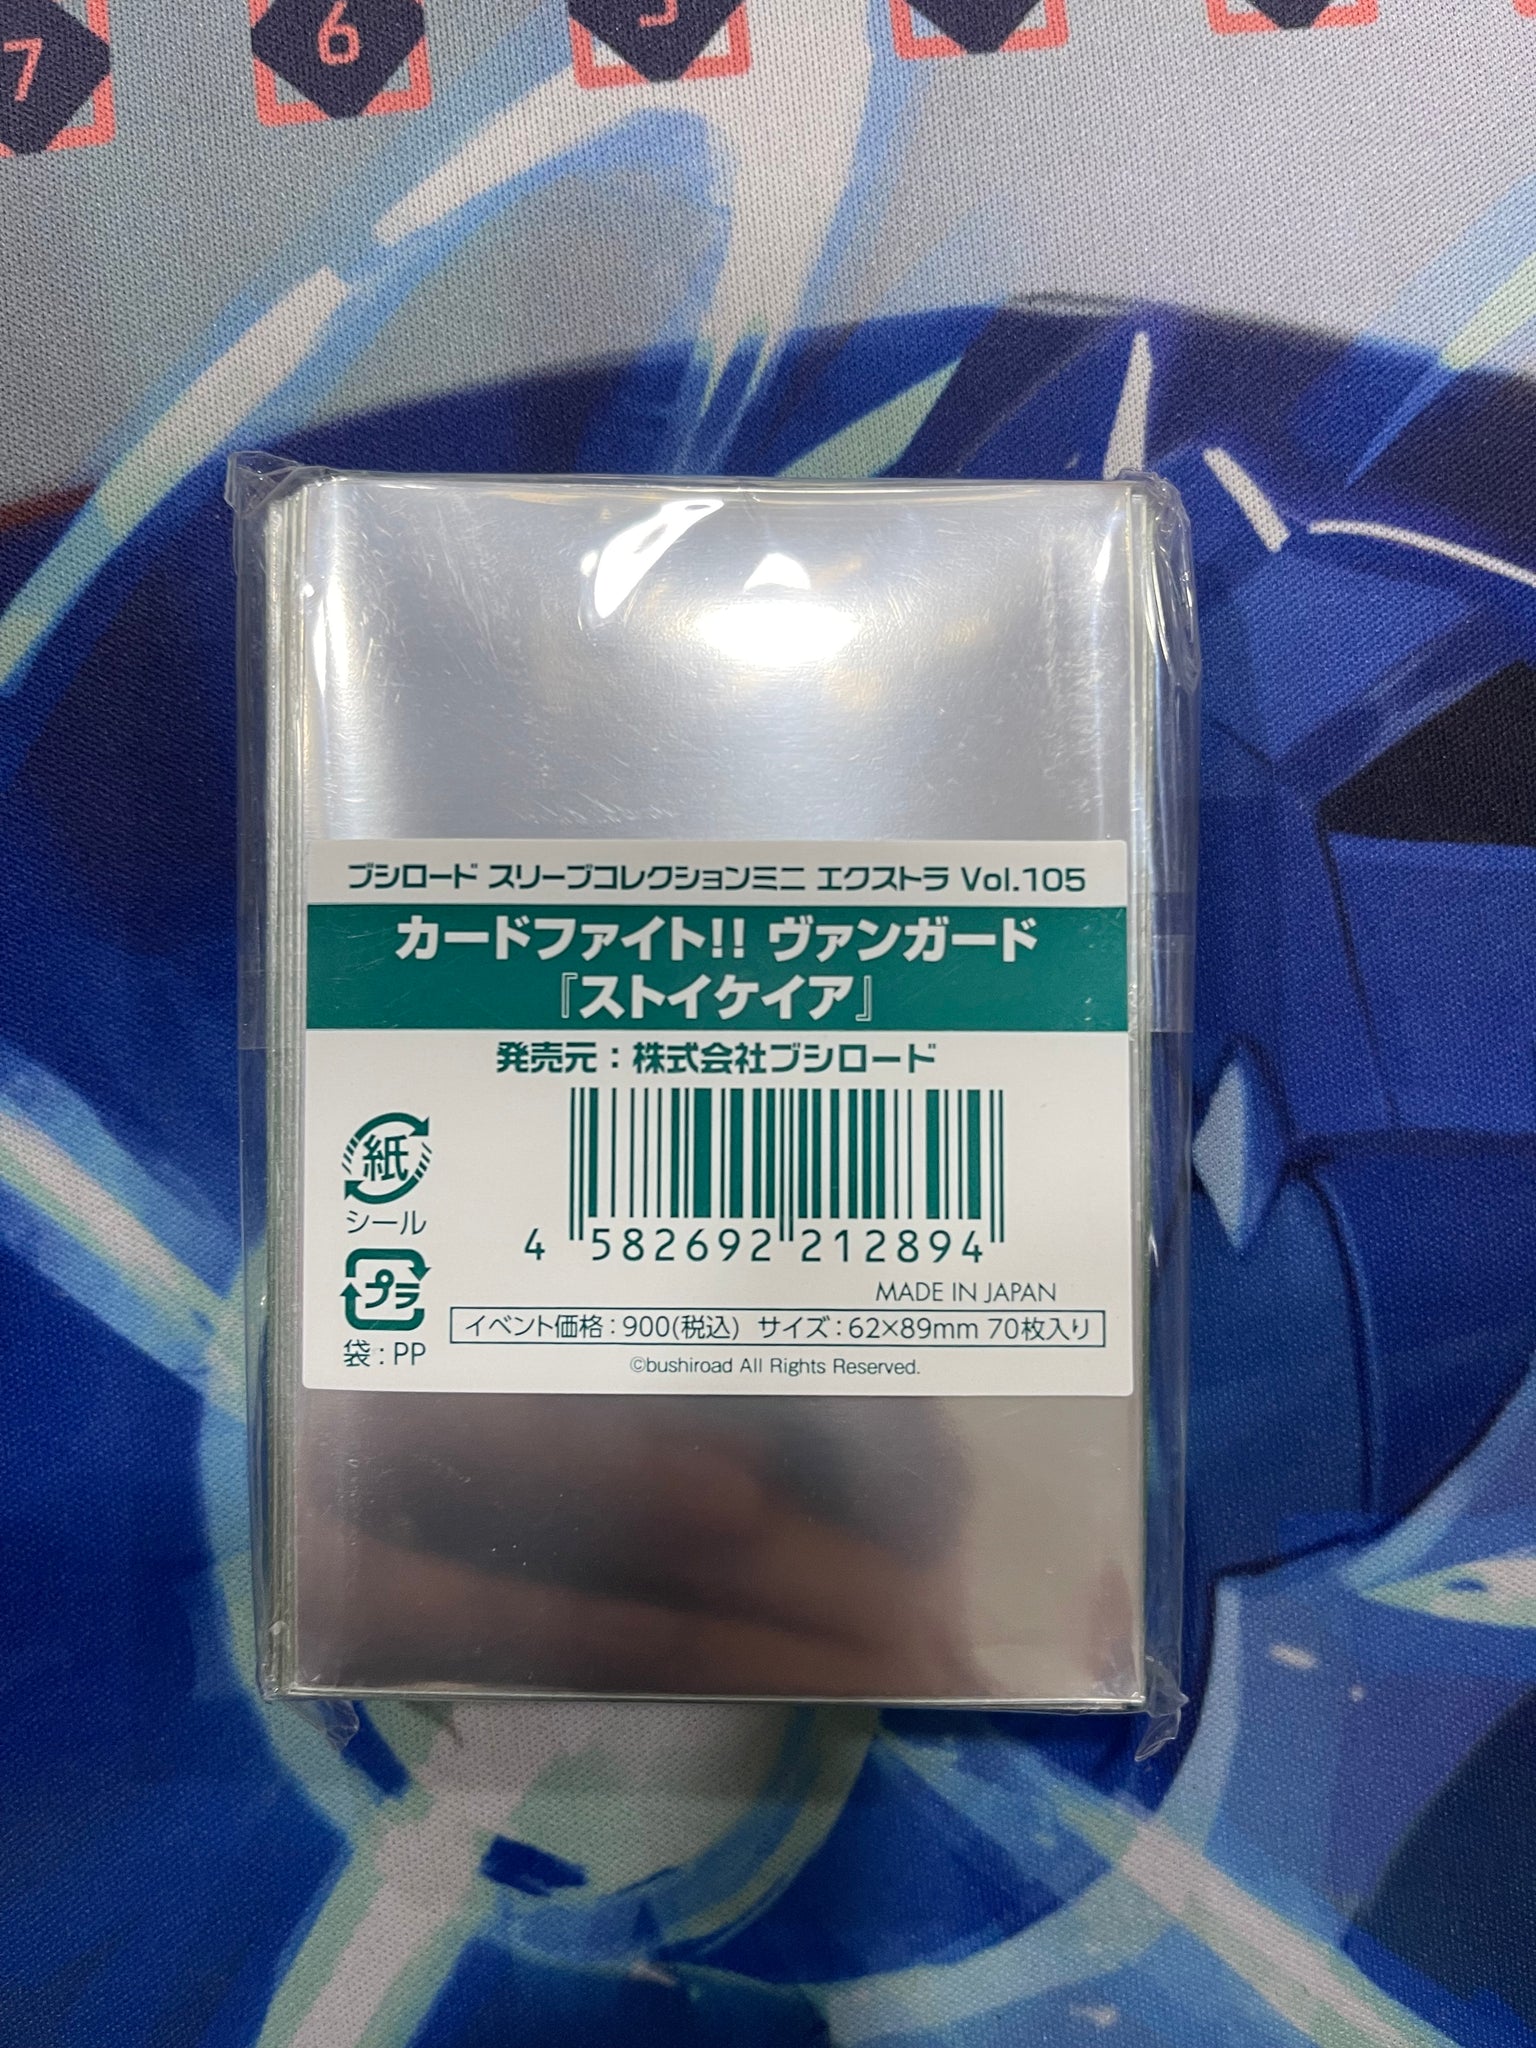 7 6
ブシロード スリーブコレクションミニ エクストラ Vol.105
カードファイト!! ヴァンガード
『ストイケイア』
発売元：株式会社ブシロード
紙
シール
4 582692 212894
MADE IN JAPAN
プラ
袋：PP
イベント価格：900(税込) サイズ：62×89mm 70枚入り
©bushiroad All Rights Reserved.